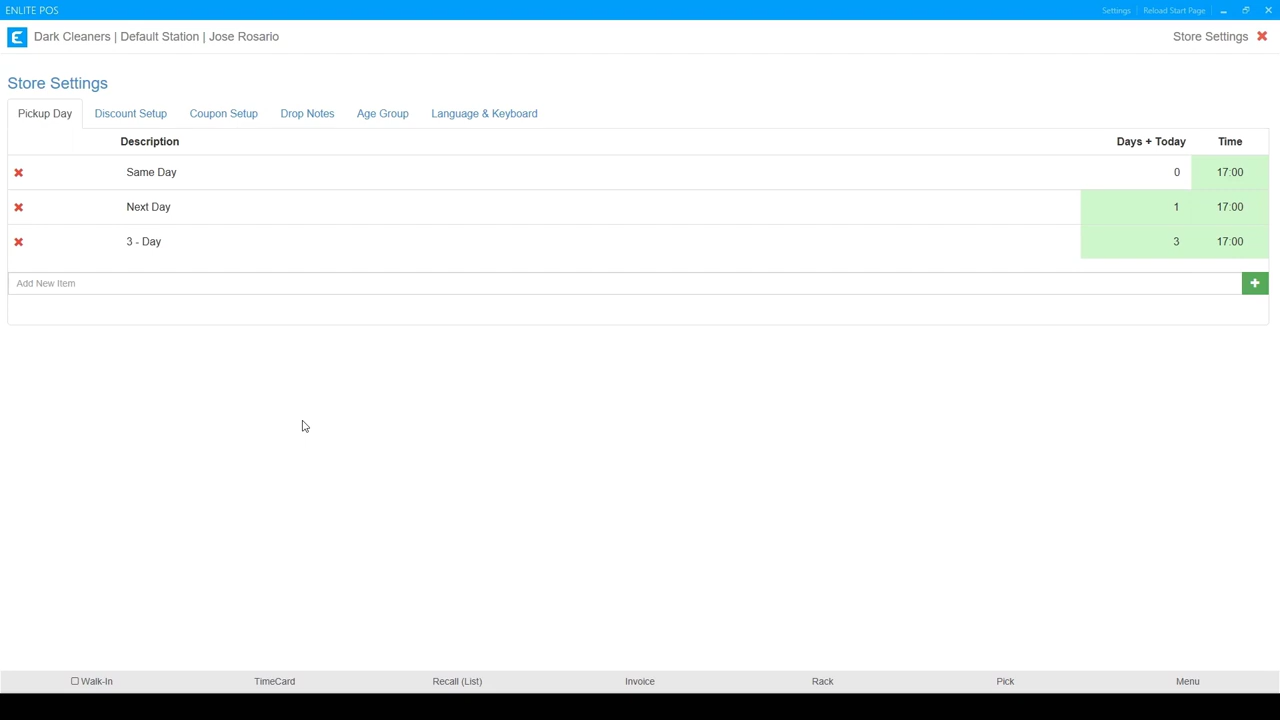 ENLITE POS Settings Reload Start Page
E Dark Cleaners | Default Station | Jose Rosario Store Settings
Store Settings
Pickup Day Discount Setup Coupon Setup Drop Notes Age Group Language & Keyboard
Description Days + Today Time
Same Day 0 17:00
Next Day 1 17:00
3 - Day 3 17:00
Add New Item
Walk-In TimeCard Recall (List) Invoice Rack Pick Menu